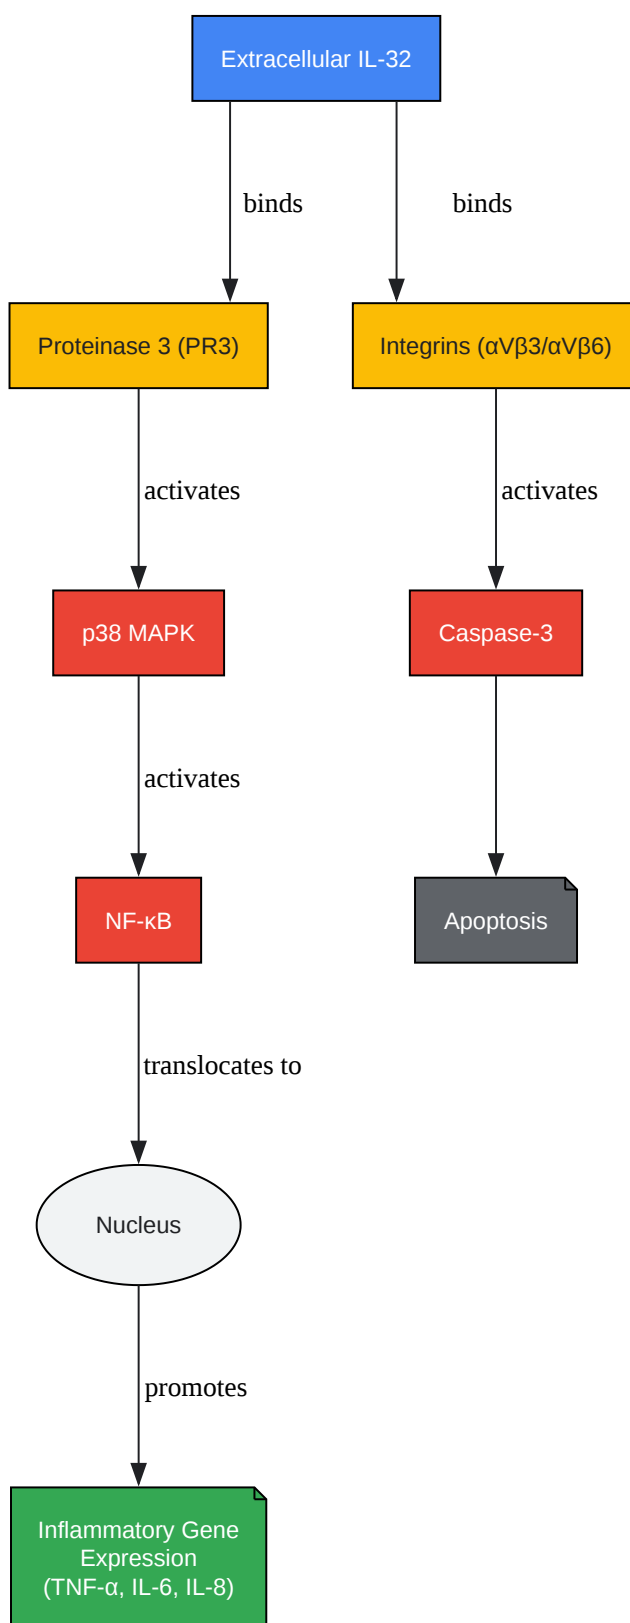 Extracellular IL-32
binds
binds
Proteinase 3 (PR3)
Integrins (αVβ3/αVβ6)
activates
activates
p38 MAPK
Caspase-3
activates
NF-κB
Apoptosis
translocates to
Nucleus
promotes
Inflammatory Gene
Expression
(TNF-α, IL-6, IL-8)